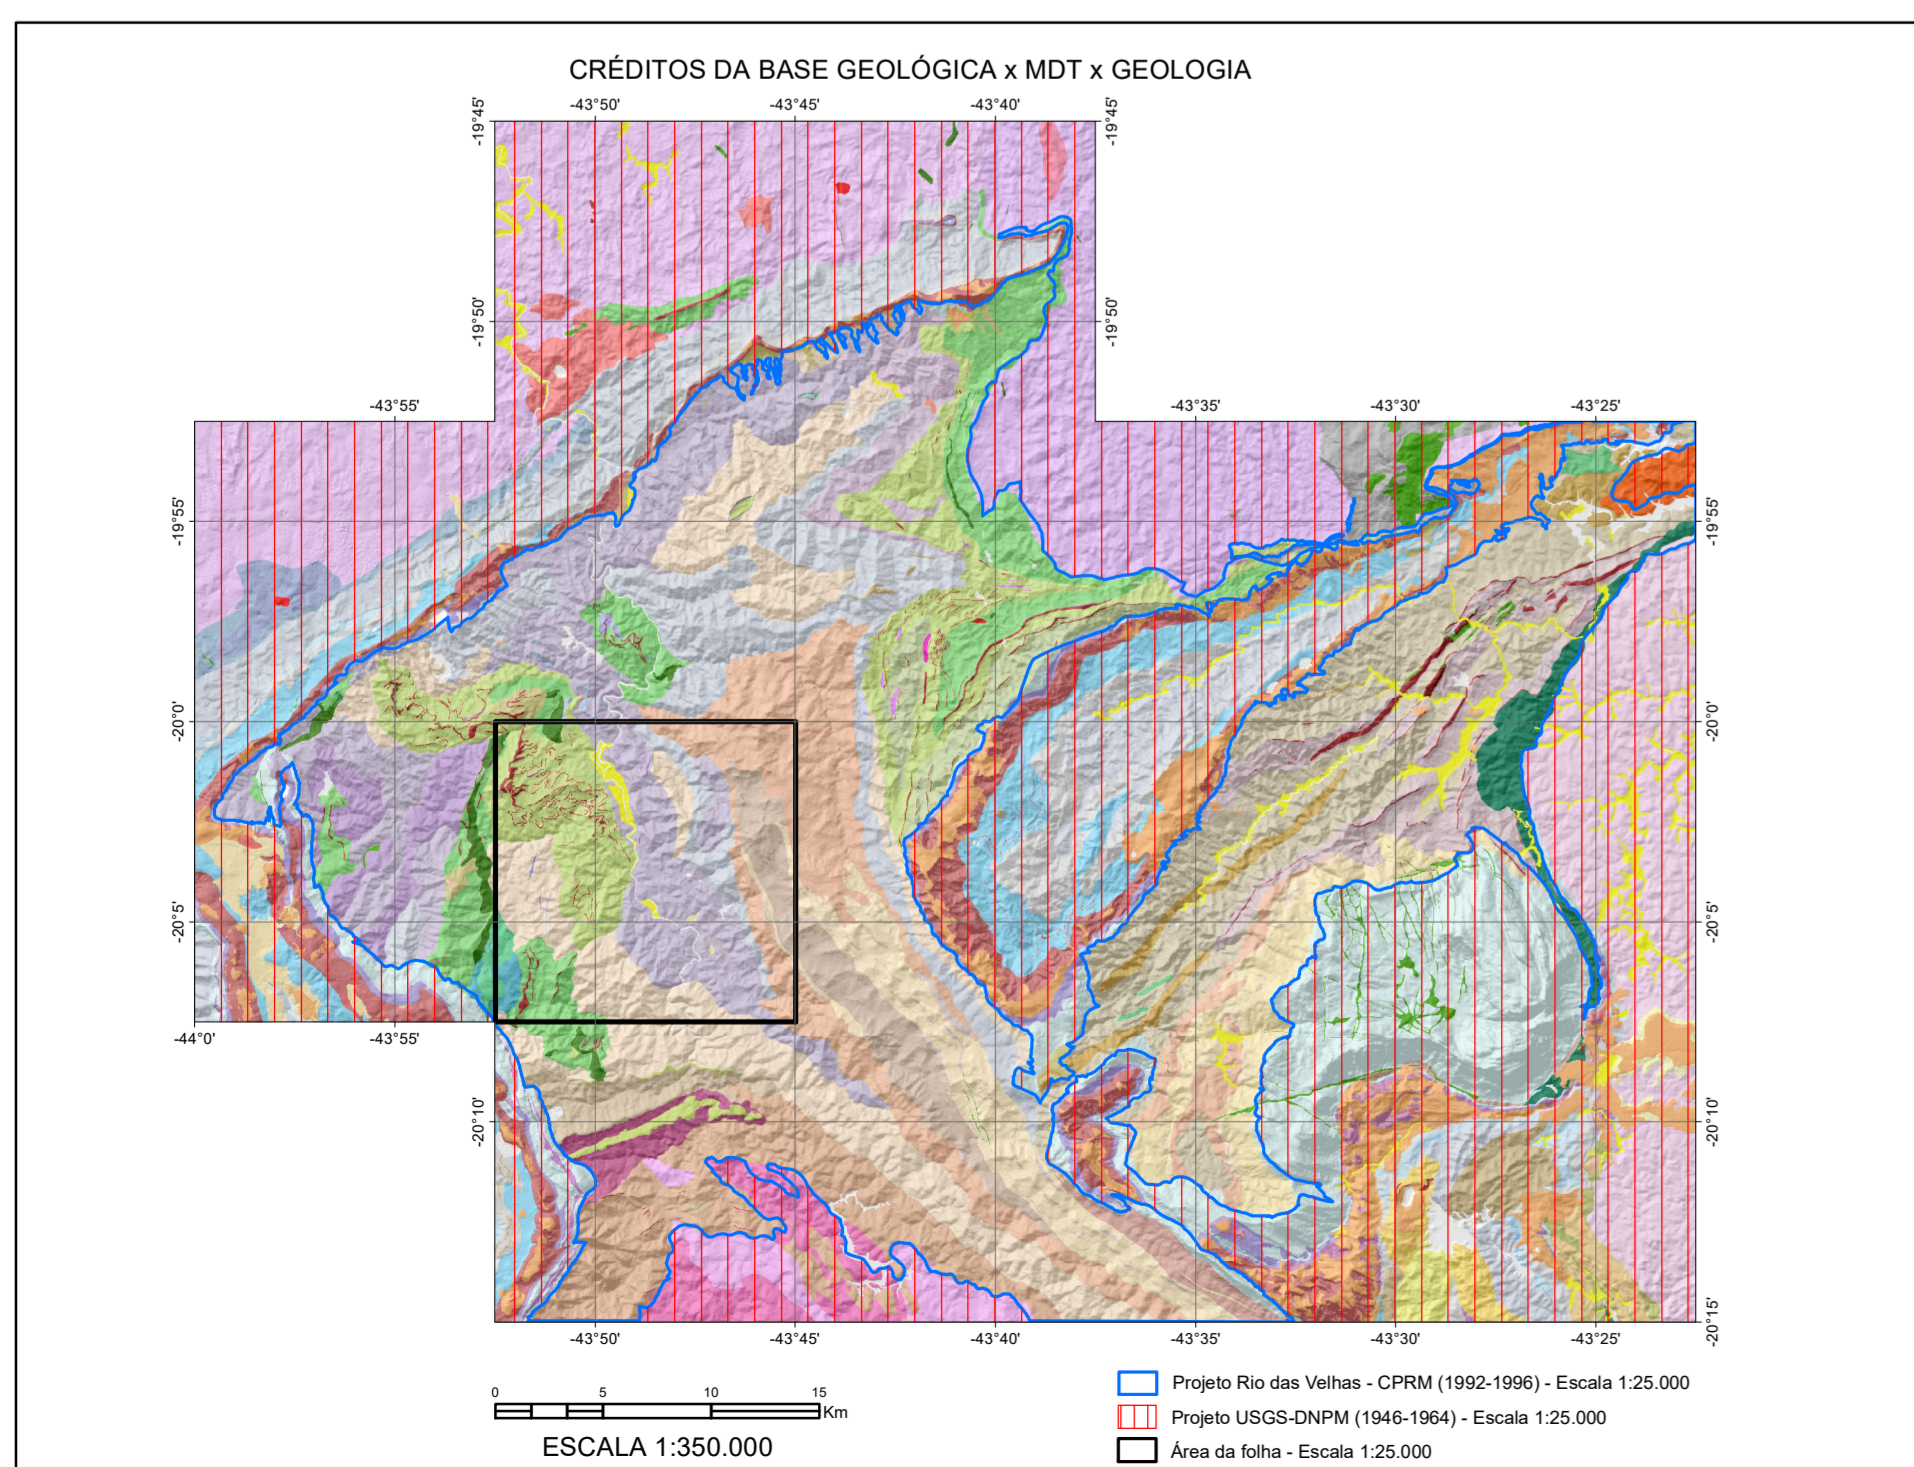 CRÉDITOS DA BASE GEOLÓGICA x MDT x GEOLOGIA
-43°50' -43°45' -43°40'
-19°45' -19°45'
-19°50' -19°50'
-43°55' -43°35' -43°30' -43°25'
-19°55' -19°55'
-20°0' -20°0'
-20°5' -20°5'
-44°0' -43°55'
-20°10' -20°10'
-20°15'
-43°50' -43°45' -43°40' -43°35' -43°30' -43°25'
0 5 10 15
Km
ESCALA 1:350.000
Projeto Rio das Velhas - CPRM (1992-1996) - Escala 1:25.000
Projeto USGS-DNPM (1946-1964) - Escala 1:25.000
Área da folha - Escala 1:25.000